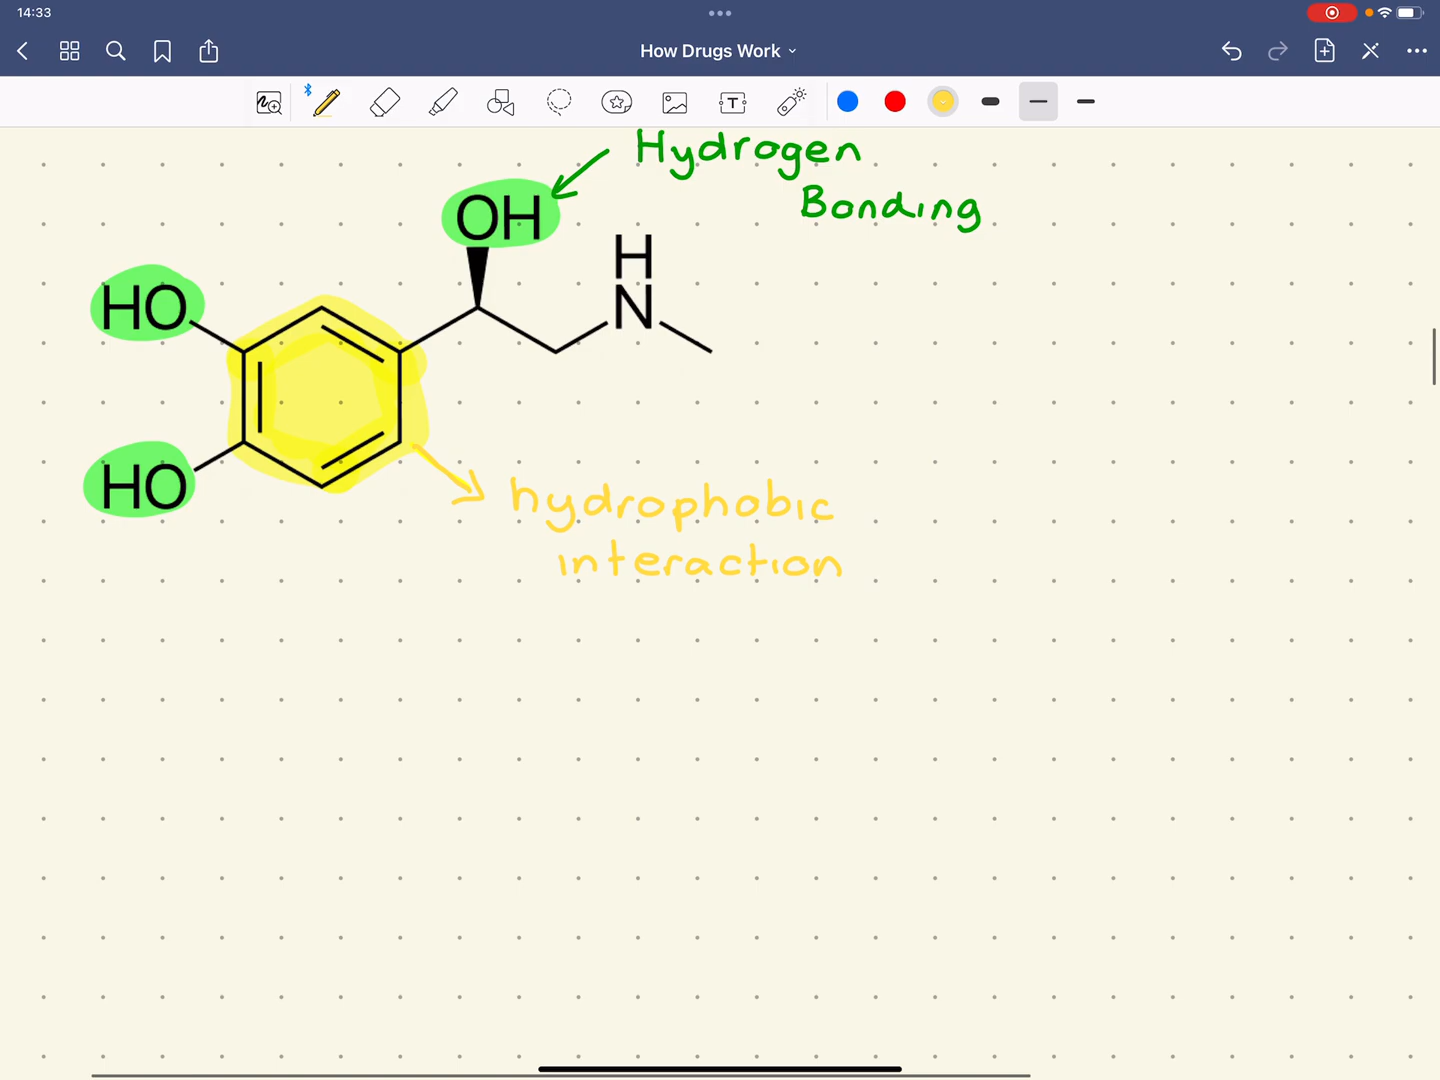 14:33
How Drugs Work
T
Hydrogen
Bonding
OH
H
N
HO
HO
hydrophobic
interaction